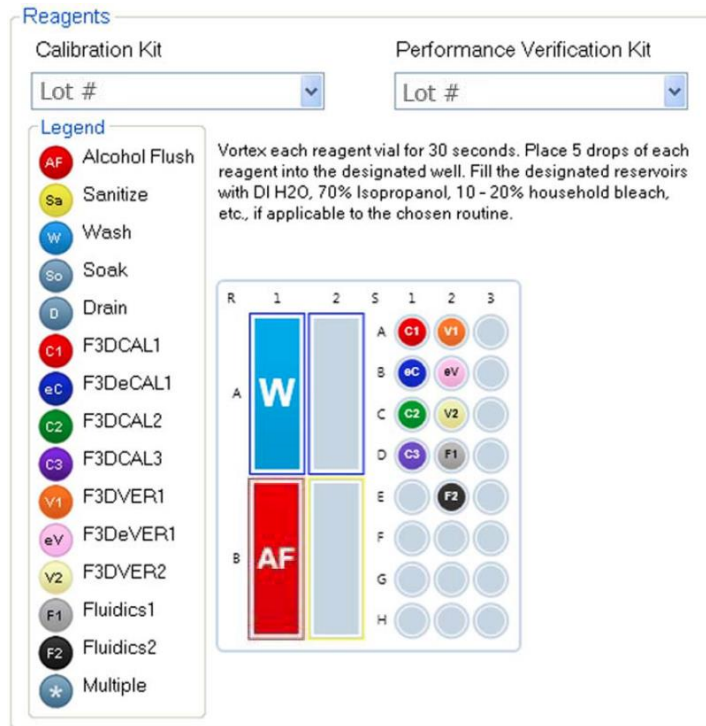 Reagents
Calibration Kit
Performance Verification Kit
Lot #
Lot #
Legend
AF Alcohol Flush
Sa Sanitize
W Wash
So Soak
D Drain
C1 F3DCAL1
eC F3DeCAL1
C2 F3DCAL2
C3 F3DCAL3
V1 F3DVER1
eV F3DeVER1
V2 F3DVER2
F1 Fluidics1
F2 Fluidics2
* Multiple
Vortex each reagent vial for 30 seconds. Place 5 drops of each
reagent into the designated well. Fill the designated reservoirs
with DI H2O, 70% Isopropanol, 10 - 20% household bleach,
etc., if applicable to the chosen routine.
R 1 2 S 1 2 3
A C1 V1
B eC eV
A W
C C2 V2
D C3 F1
E F2
F
B AF
G
H